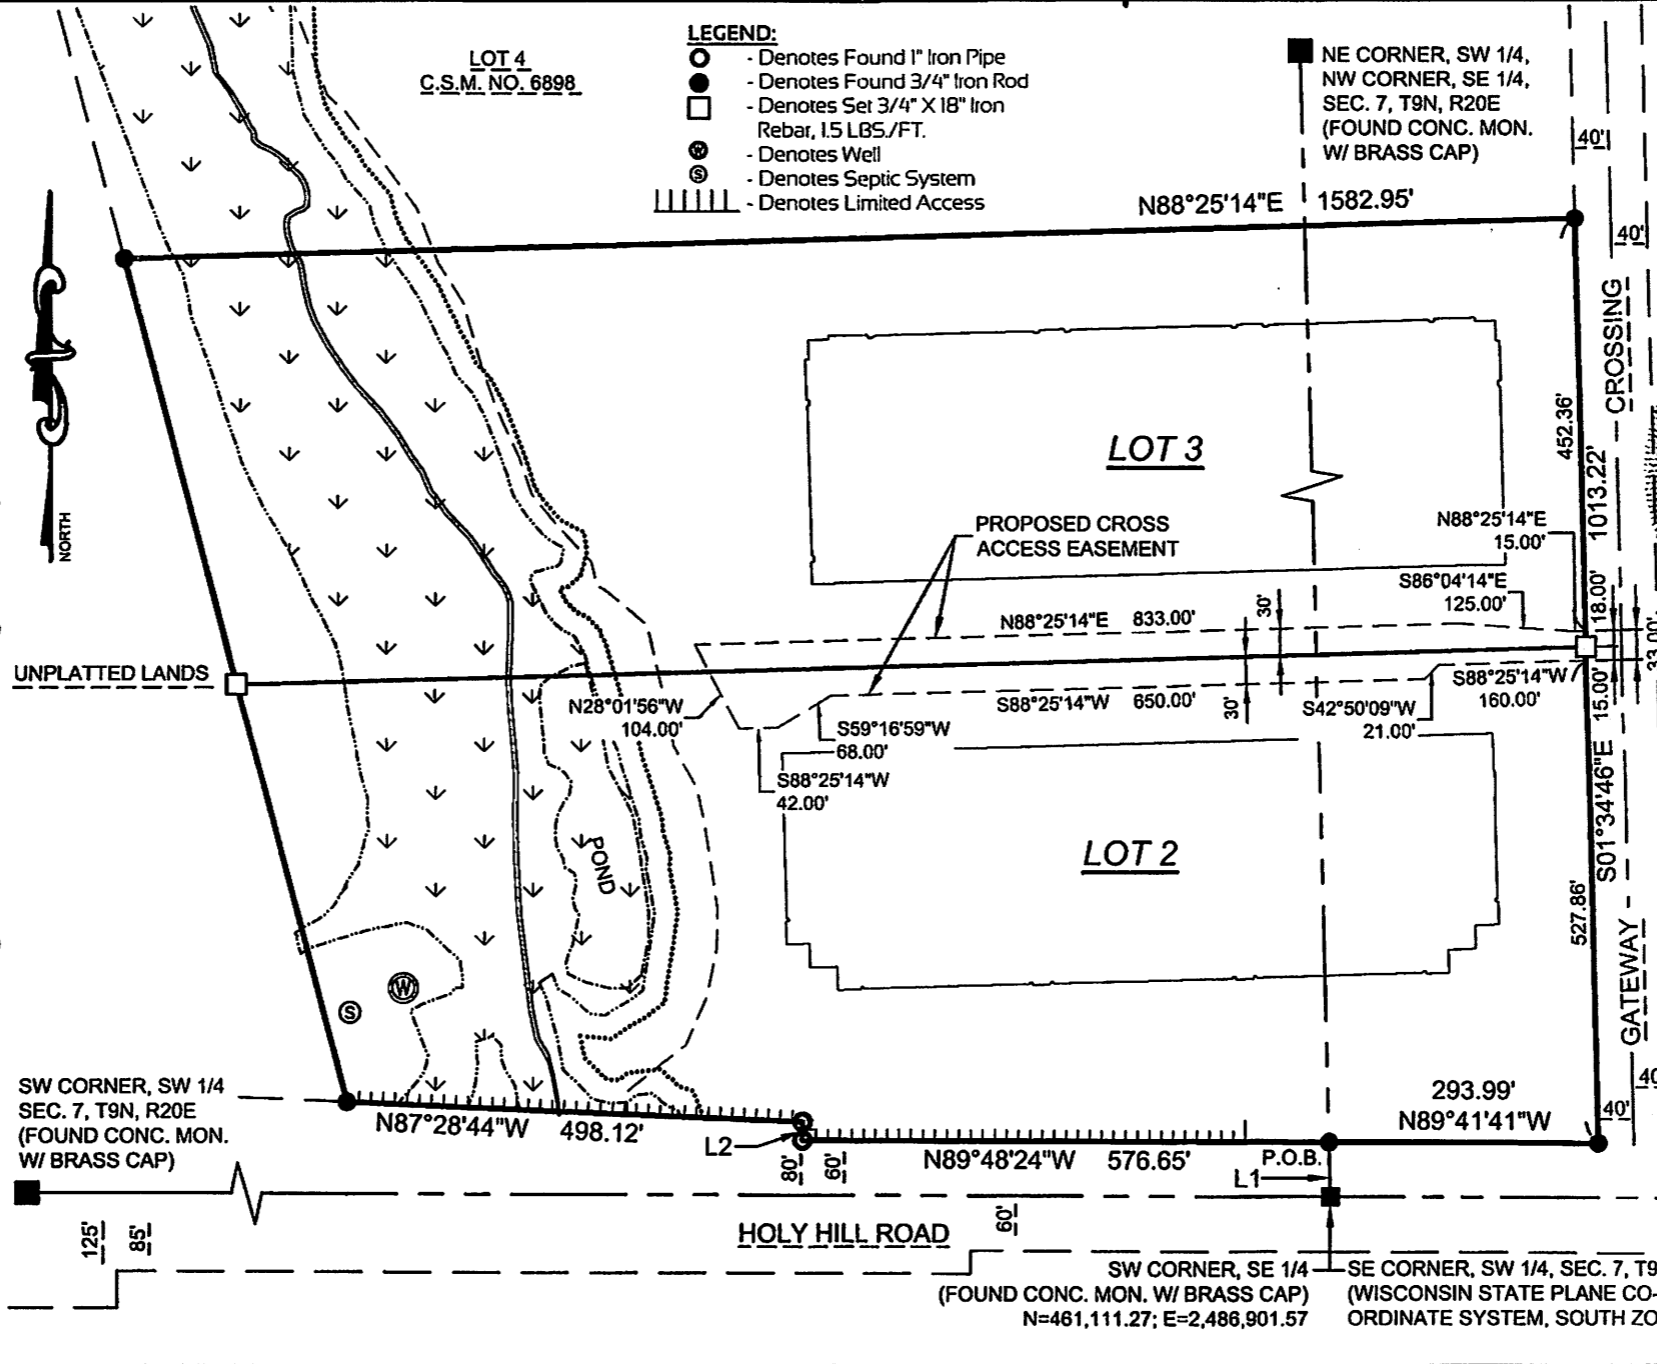 LOT 4
C.S.M. NO. 6898
LEGEND:
- Denotes Found 1" Iron Pipe
- Denotes Found 3/4" Iron Rod
- Denotes Set 3/4" X 18" Iron
Rebar, 1.5 LBS./FT.
W - Denotes Well
S - Denotes Septic System
- Denotes Limited Access
NE CORNER, SW 1/4,
NW CORNER, SE 1/4,
SEC. 7, T9N, R20E
(FOUND CONC. MON.
W/ BRASS CAP)
40'
N88°25'14"E 1582.95'
40'
NORTH
CROSSING
LOT 3
452.36'
1013.22'
PROPOSED CROSS
ACCESS EASEMENT
N88°25'14"E
15.00'
S86°04'14"E
125.00'
18.00'
33.00'
N88°25'14"E 833.00'
30'
UNPLATTED LANDS
N28°01'56"W
104.00'
S88°25'14"W 650.00'
30'
S88°25'14"W
160.00'
15.00'
S42°50'09"W
21.00'
S59°16'59"W
68.00'
S88°25'14"W
42.00'
S01°34'46"E
POND
LOT 2
527.86'
GATEWAY
W
S
SW CORNER, SW 1/4
SEC. 7, T9N, R20E
(FOUND CONC. MON.
W/ BRASS CAP)
N87°28'44"W 498.12'
L2
80'
60'
N89°48'24"W 576.65'
P.O.B.
L1
293.99'
N89°41'41"W
40'
40
125'
85'
HOLY HILL ROAD
60'
SW CORNER, SE 1/4
(FOUND CONC. MON. W/ BRASS CAP)
N=461,111.27; E=2,486,901.57
SE CORNER, SW 1/4, SEC. 7, T9
(WISCONSIN STATE PLANE CO-
ORDINATE SYSTEM, SOUTH ZO